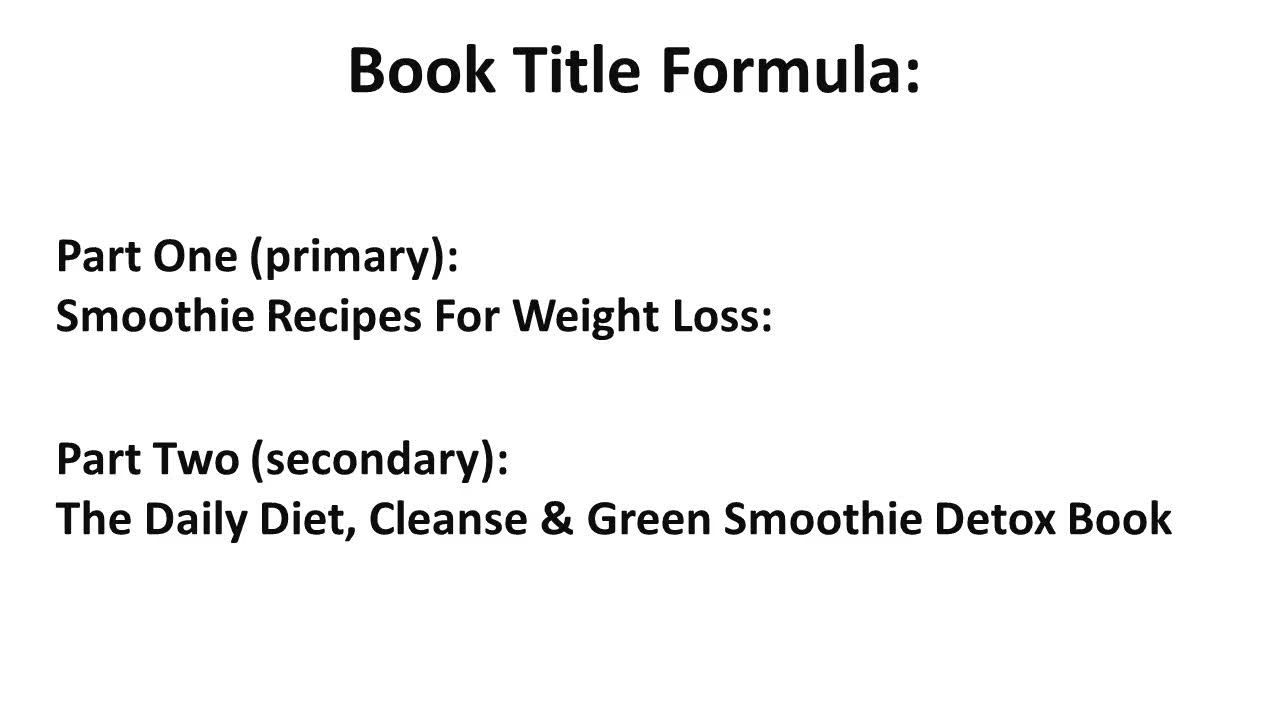 Book Title Formula:
Part One (primary):
Smoothie Recipes For Weight Loss:
Part Two (secondary):
The Daily Diet, Cleanse & Green Smoothie Detox Book